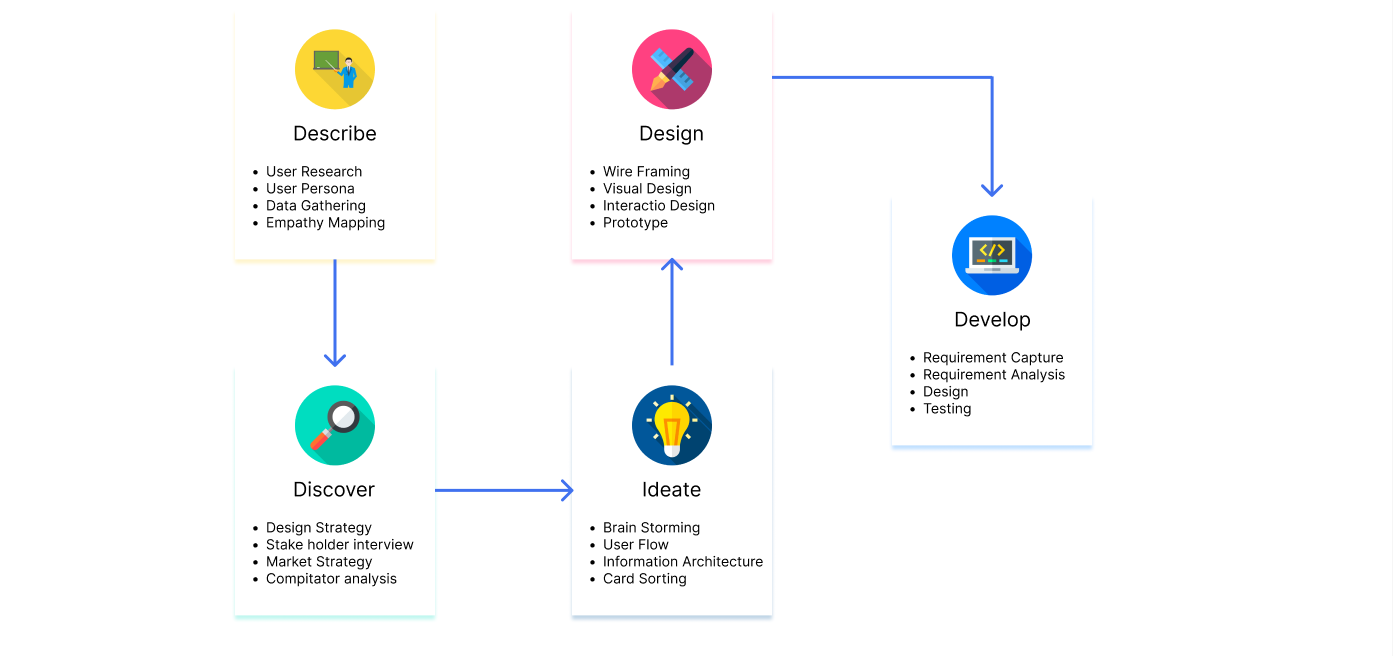 Describe
• User Research
• User Persona
• Data Gathering
• Empathy Mapping
Discover
• Design Strategy
• Stake holder interview
• Market Strategy
• Compitator analysis
Ideate
• Brain Storming
• User Flow
• Information Architecture
• Card Sorting
Design
• Wire Framing
• Visual Design
• Interactio Design
• Prototype
Develop
• Requirement Capture
• Requirement Analysis
• Design
• Testing